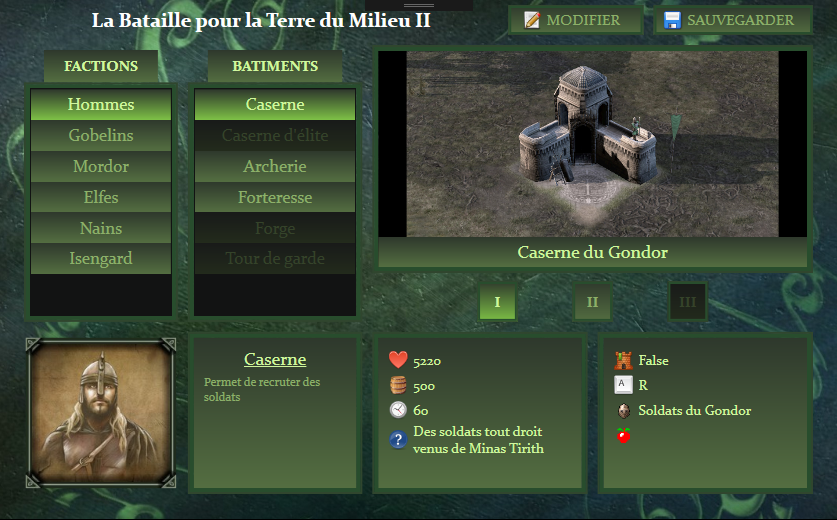 La Bataille pour la Terre du Milieu II
MODIFIER
SAUVEGARDER
FACTIONS
Hommes
Gobelins
Mordor
Elfes
Nains
Isengard
BATIMENTS
Caserne
Caserne d'élite
Archerie
Forteresse
Forge
Tour de garde
Caserne du Gondor
I
II
III
Caserne
Permet de recruter des
soldats
5220
500
60
? Des soldats tout droit
venus de Minas Tirith
False
A R
Soldats du Gondor